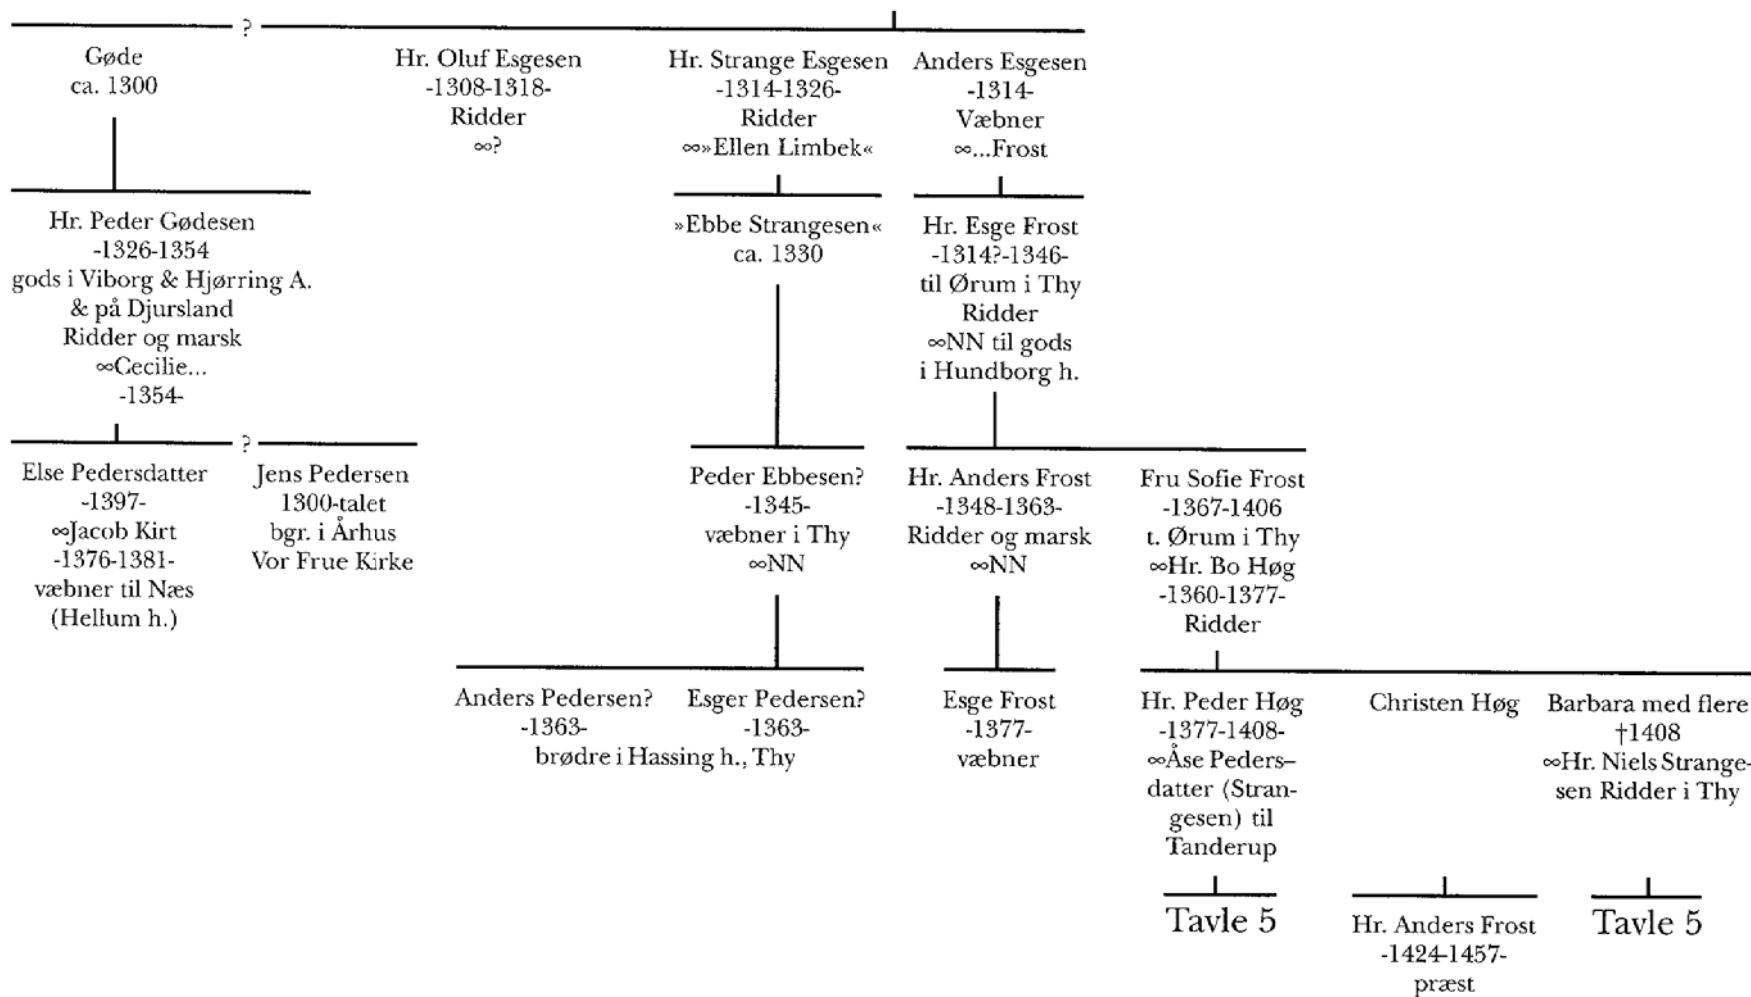 ?
Gøde
ca. 1300
Hr. Oluf Esgesen
-1308-1318-
Ridder
∞?
Hr. Strange Esgesen
-1314-1326-
Ridder
∞»Ellen Limbek«
Anders Esgesen
-1314-
Væbner
∞...Frost
Hr. Peder Gødesen
-1326-1354
gods i Viborg & Hjørring A.
& på Djursland
Ridder og marsk
∞Cecilie...
-1354-
»Ebbe Strangesen«
ca. 1330
Hr. Esge Frost
-1314?-1346-
til Ørum i Thy
Ridder
∞NN til gods
i Hundborg h.
?
Else Pedersdatter
-1397-
∞Jacob Kirt
-1376-1381-
væbner til Næs
(Hellum h.)
Jens Pedersen
1300-talet
bgr. i Århus
Vor Frue Kirke
Peder Ebbesen?
-1345-
væbner i Thy
∞NN
Hr. Anders Frost
-1348-1363-
Ridder og marsk
∞NN
Fru Sofie Frost
-1367-1406
t. Ørum i Thy
∞Hr. Bo Høg
-1360-1377-
Ridder
Anders Pedersen?
-1363-
Esger Pedersen?
-1363-
brødre i Hassing h., Thy
Esge Frost
-1377-
væbner
Hr. Peder Høg
-1377-1408-
∞Åse Peders–
datter (Stran-
gesen) til
Tanderup
Christen Høg
Barbara med flere
†1408
∞Hr. Niels Strange-
sen Ridder i Thy
Tavle 5
Hr. Anders Frost
-1424-1457-
præst
Tavle 5